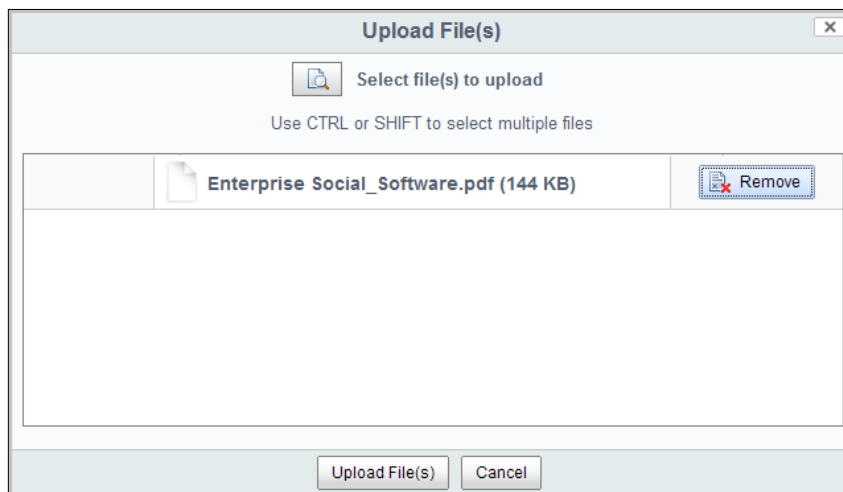 Upload File(s)
Select file(s) to upload
Use CTRL or SHIFT to select multiple files
Enterprise Social_Software.pdf (144 KB)
Remove
Upload File(s)
Cancel